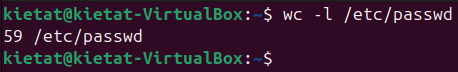 kietat@kietat-VirtualBox:~$ wc -l /etc/passwd
59 /etc/passwd
kietat@kietat-VirtualBox:~$